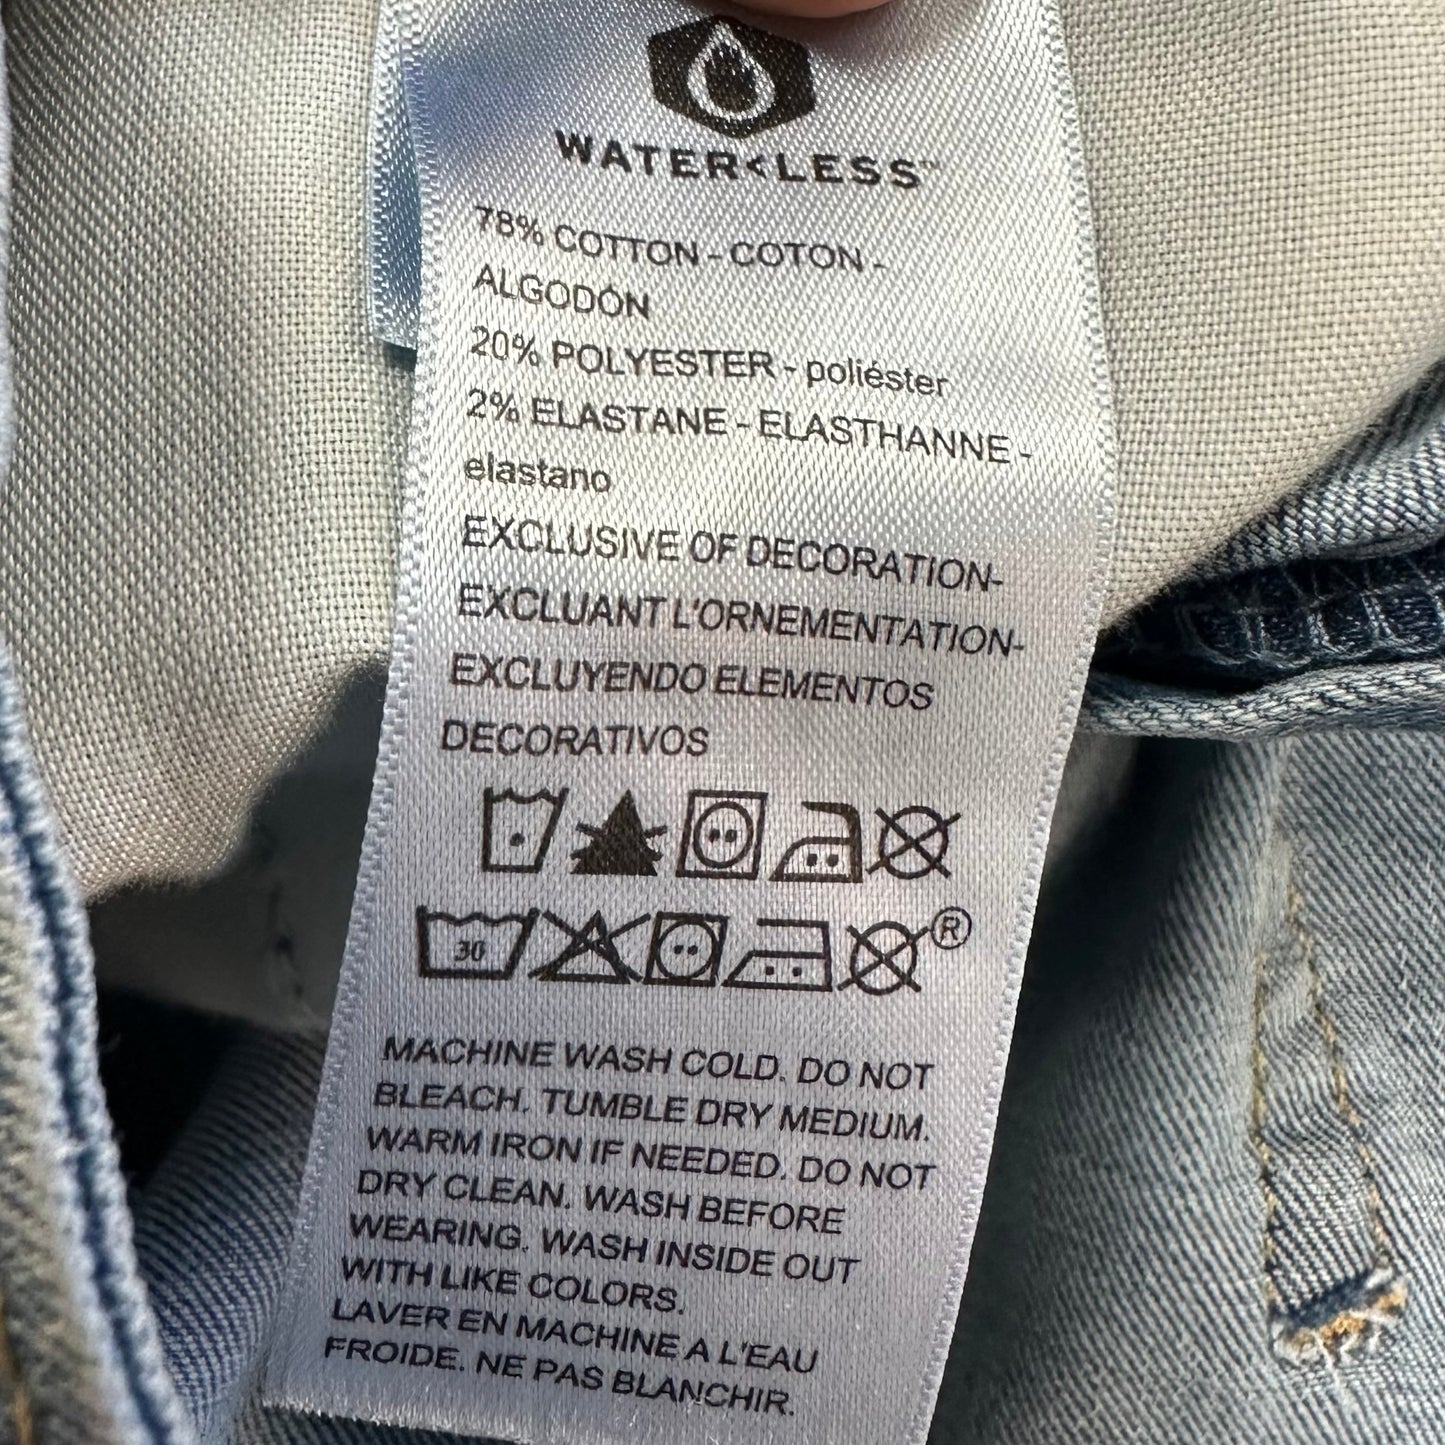 WATER<LESS™
78% COTTON - COTON -
ALGODÓN
20% POLYESTER - poliéster
2% ELASTANE - ELASTHANNE -
elastano
EXCLUSIVE OF DECORATION-
EXCLUANT L'ORNEMENTATION-
EXCLUYENDO ELEMENTOS
DECORATIVOS
30 ®
MACHINE WASH COLD. DO NOT
BLEACH. TUMBLE DRY MEDIUM.
WARM IRON IF NEEDED. DO NOT
DRY CLEAN. WASH BEFORE
WEARING. WASH INSIDE OUT
WITH LIKE COLORS.
LAVER EN MACHINE A L'EAU
FROIDE. NE PAS BLANCHIR.